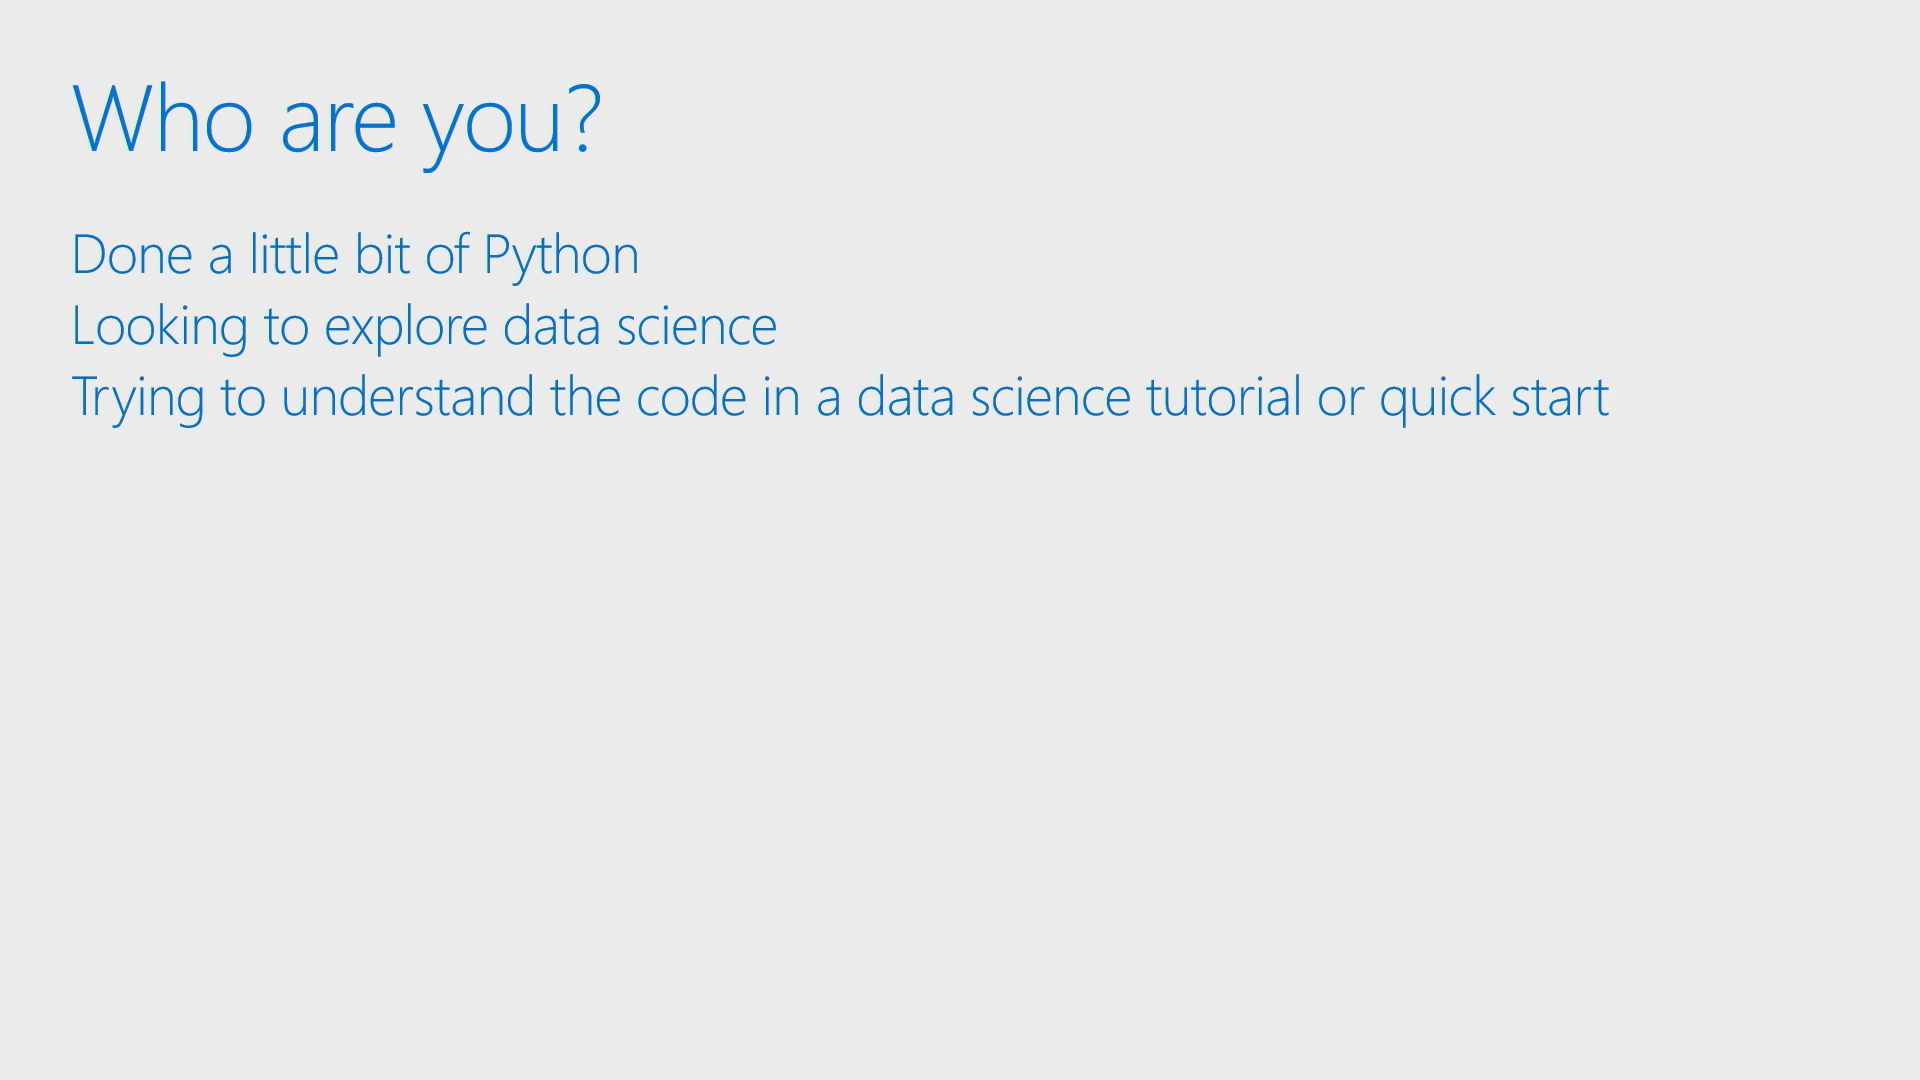 Who are you?
Done a little bit of Python
Looking to explore data science
Trying to understand the code in a data science tutorial or quick start